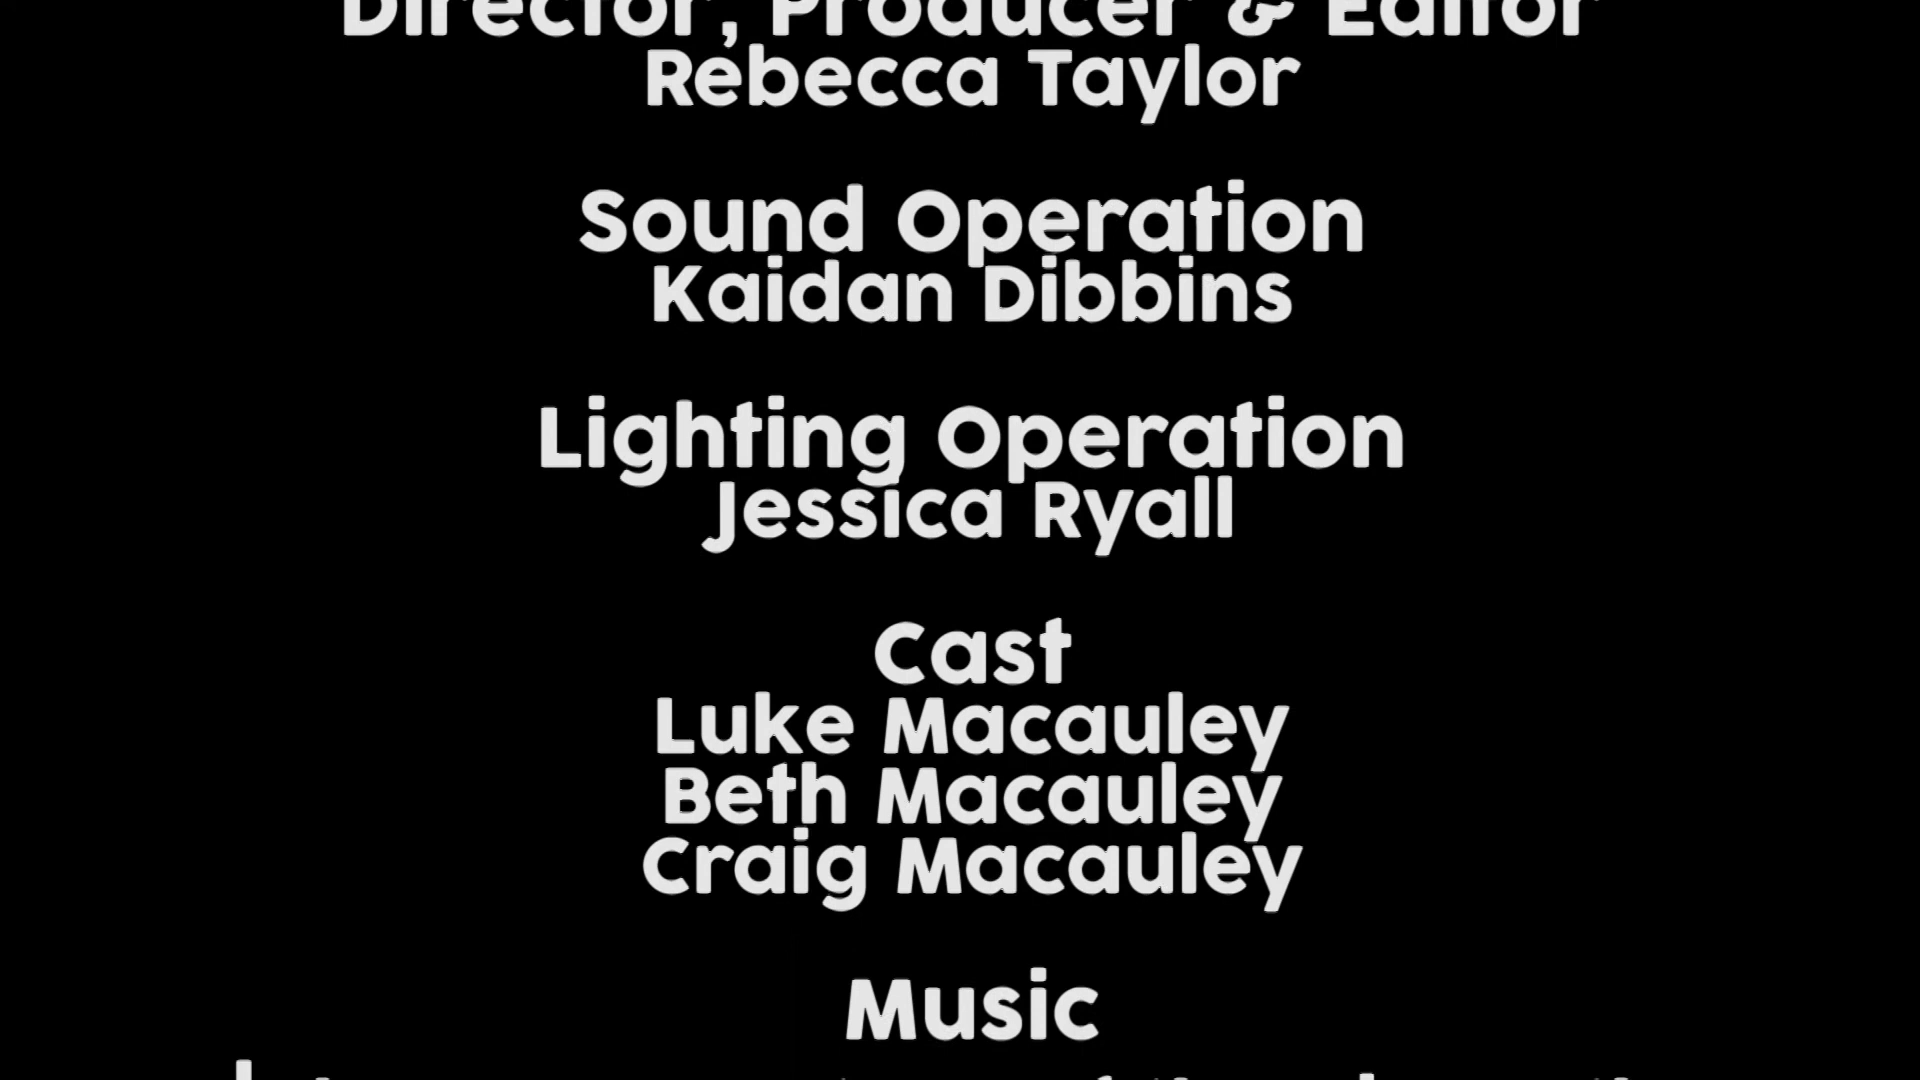 Director, Producer & Editor
Rebecca Taylor
Sound Operation
Kaidan Dibbins
Lighting Operation
Jessica Ryall
Cast
Luke Macauley
Beth Macauley
Craig Macauley
Music